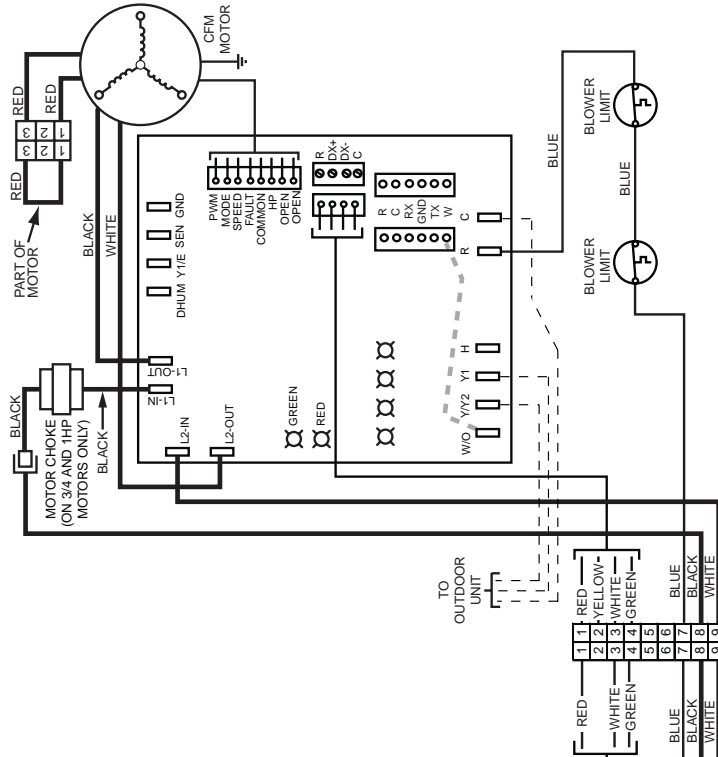 RED
RED
3 2 1
3 2 1
RED
PART OF
MOTOR
CFM
MOTOR
BLACK
WHITE
PWM
MODE
SPEED
FAULT
COMMON
HP
OPEN
OPEN
R
DX+
DX-
C
R
C
RX
GND
TX
W
DHUM
Y1/E
SEN
GND
C
R
BLUE
BLOWER
LIMIT
BLUE
BLOWER
LIMIT
BLACK
MOTOR CHOKE
(ON 3/4 AND 1HP
MOTORS ONLY)
BLACK
L1-OUT
L1-IN
L2-IN
L2-OUT
GREEN
RED
H
Y1
Y/Y2
W/O
TO
OUTDOOR
UNIT
RED
YELLOW
WHITE
GREEN
BLUE
BLACK
WHITE
1 1
2 2
3 3
4 4
5 5
6 6
7 7
8 8
9 9
RED
WHITE
GREEN
BLUE
BLACK
WHITE